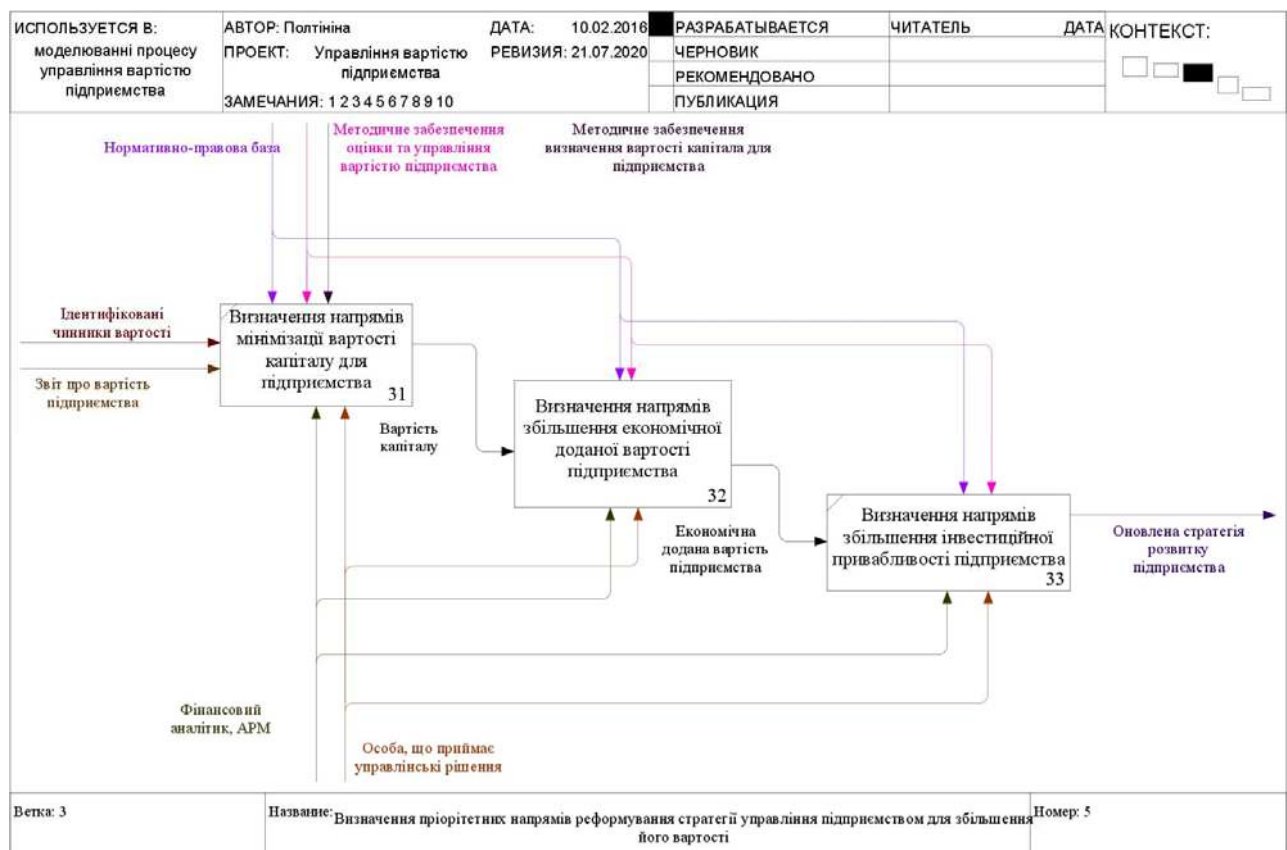 ИСПОЛЬЗУЕТСЯ В:
моделюванні процесу
управління вартістю
підприємства
АВТОР: Полтініна
ДАТА: 10.02.2016
ПРОЕКТ: Управління вартістю
підприємства
РЕВИЗИЯ: 21.07.2020
ЗАМЕЧАНИЯ: 1 2 3 4 5 6 7 8 9 10
РАЗРАБАТЫВАЕТСЯ
ЧЕРНОВИК
РЕКОМЕНДОВАНО
ПУБЛИКАЦИЯ
ЧИТАТЕЛЬ ДАТА
КОНТЕКСТ:
Нормативно-правова база
Методичне забезпечення
оцінки та управління
вартістю підприємства
Методичне забезпечення
визначення вартості капітала для
підприємства
Ідентифіковані
чинники вартості
Звіт про вартість
підприємства
Визначення напрямів
мінімізації вартості
капіталу для
підприємства
31
Вартість
капіталу
Визначення напрямів
збільшення економічної
доданої вартості
підприємства
32
Економічна
додана вартість
підприємства
Визначення напрямів
збільшення інвестиційної
привабливості підприємства
33
Оновлена стратегія
розвитку
підприємства
Фінансовий
аналітик, АРМ
Особа, що приймає
управлінські рішення
Ветка: 3
Название: Визначення пріорітетних напрямів реформування стратегії управління підприємством для збільшення
його вартості
Номер: 5